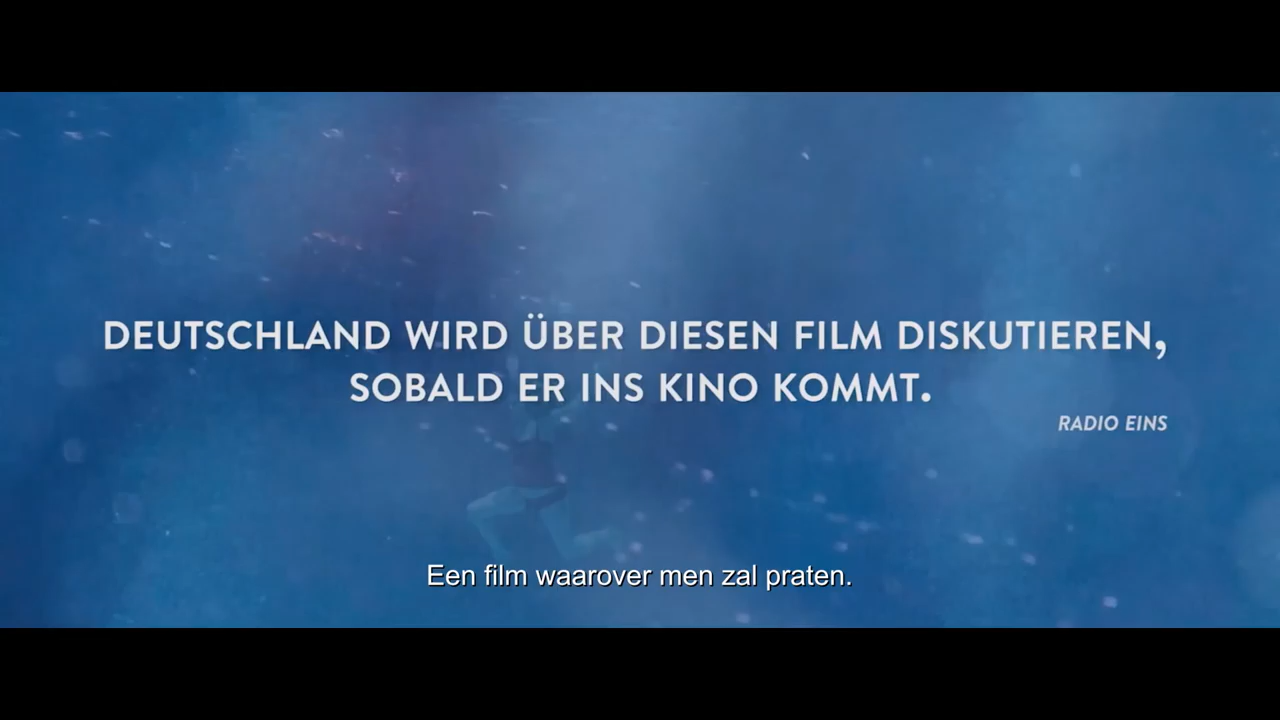 DEUTSCHLAND WIRD ÜBER DIESEN FILM DISKUTIEREN,
SOBALD ER INS KINO KOMMT.
RADIO EINS
Een film waarover men zal praten.